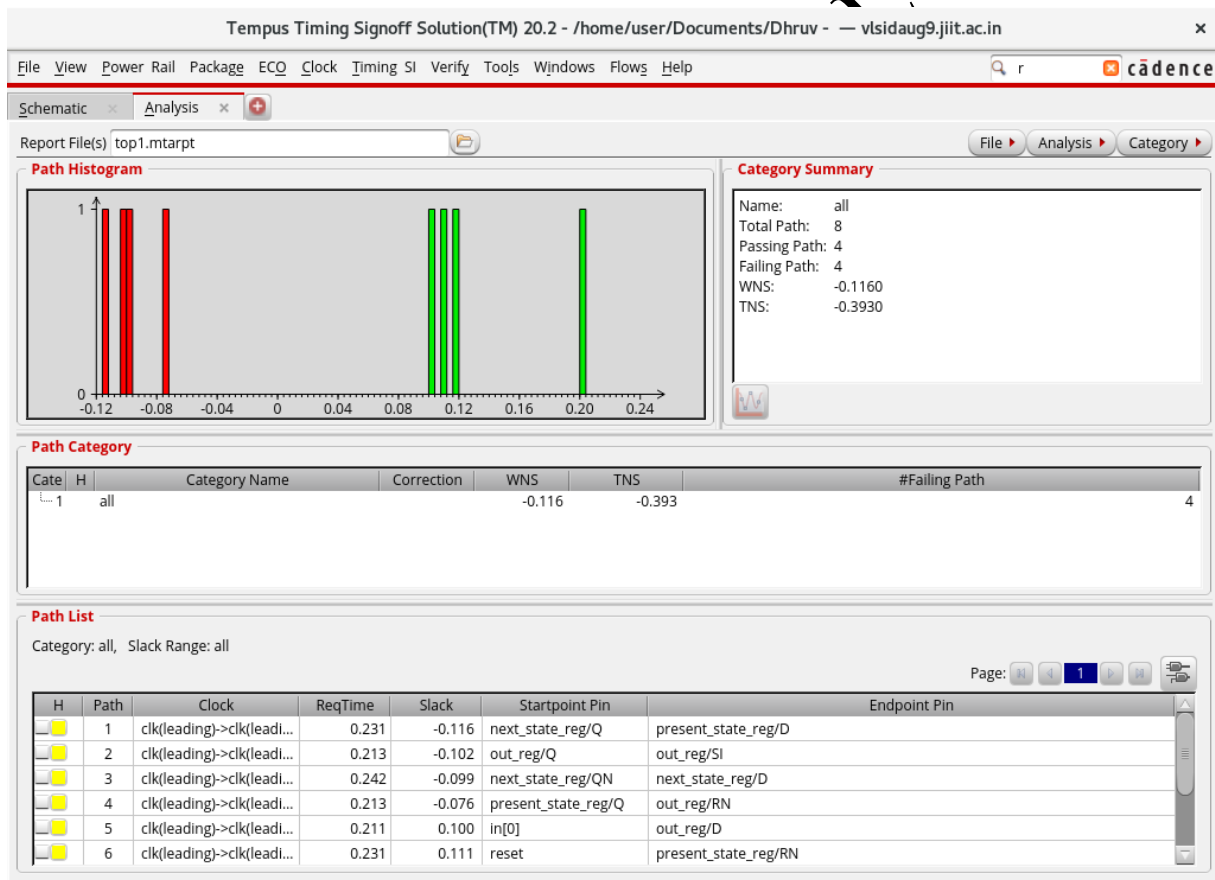 Tempus Timing Signoff Solution(TM) 20.2 - /home/user/Documents/Dhruv - — vlsidaug9.jiit.ac.in ×
File View Power Rail Package ECO Clock Timing SI Verify Tools Windows Flows Help r cādence
Schematic × Analysis ×
Report File(s) top1.mtarpt File Analysis Category
Path Histogram
1
0
-0.12 -0.08 -0.04 0 0.04 0.08 0.12 0.16 0.20 0.24
Category Summary
Name: all
Total Path: 8
Passing Path: 4
Failing Path: 4
WNS: -0.1160
TNS: -0.3930
Path Category
Cate H Category Name Correction WNS TNS #Failing Path
1 all -0.116 -0.393 4
Path List
Category: all, Slack Range: all
Page: 1
H Path Clock ReqTime Slack Startpoint Pin Endpoint Pin
1 clk(leading)->clk(leadi... 0.231 -0.116 next_state_reg/Q present_state_reg/D
2 clk(leading)->clk(leadi... 0.213 -0.102 out_reg/Q out_reg/SI
3 clk(leading)->clk(leadi... 0.242 -0.099 next_state_reg/QN next_state_reg/D
4 clk(leading)->clk(leadi... 0.213 -0.076 present_state_reg/Q out_reg/RN
5 clk(leading)->clk(leadi... 0.211 0.100 in[0] out_reg/D
6 clk(leading)->clk(leadi... 0.231 0.111 reset present_state_reg/RN